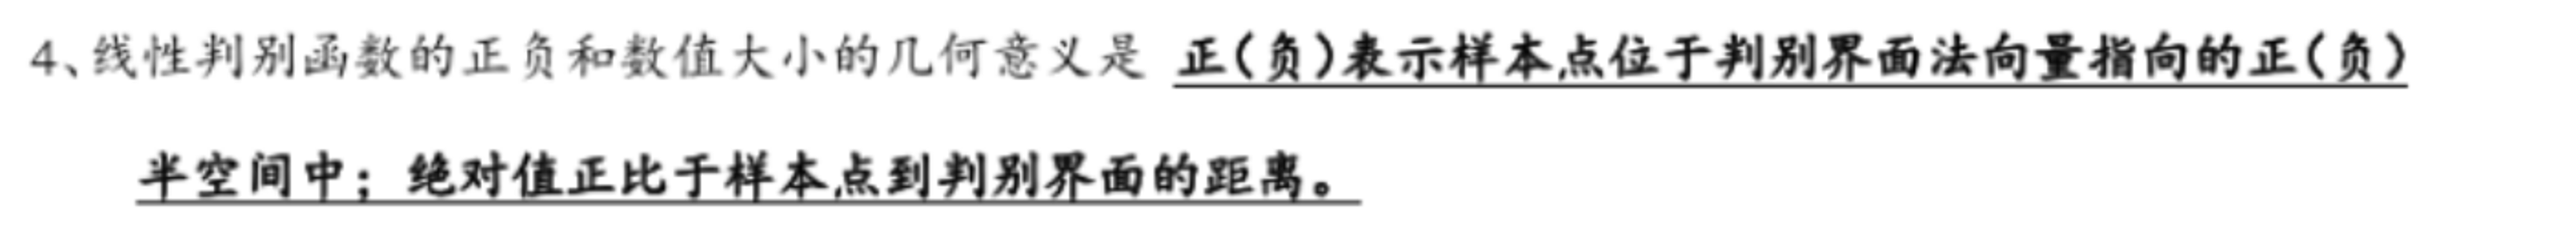 4、线性判别函数的正负和数值大小的几何意义是 正(负)表示样本点位于判别界面法向量指向的正(负)
半空间中；绝对值正比于样本点到判别界面的距离。